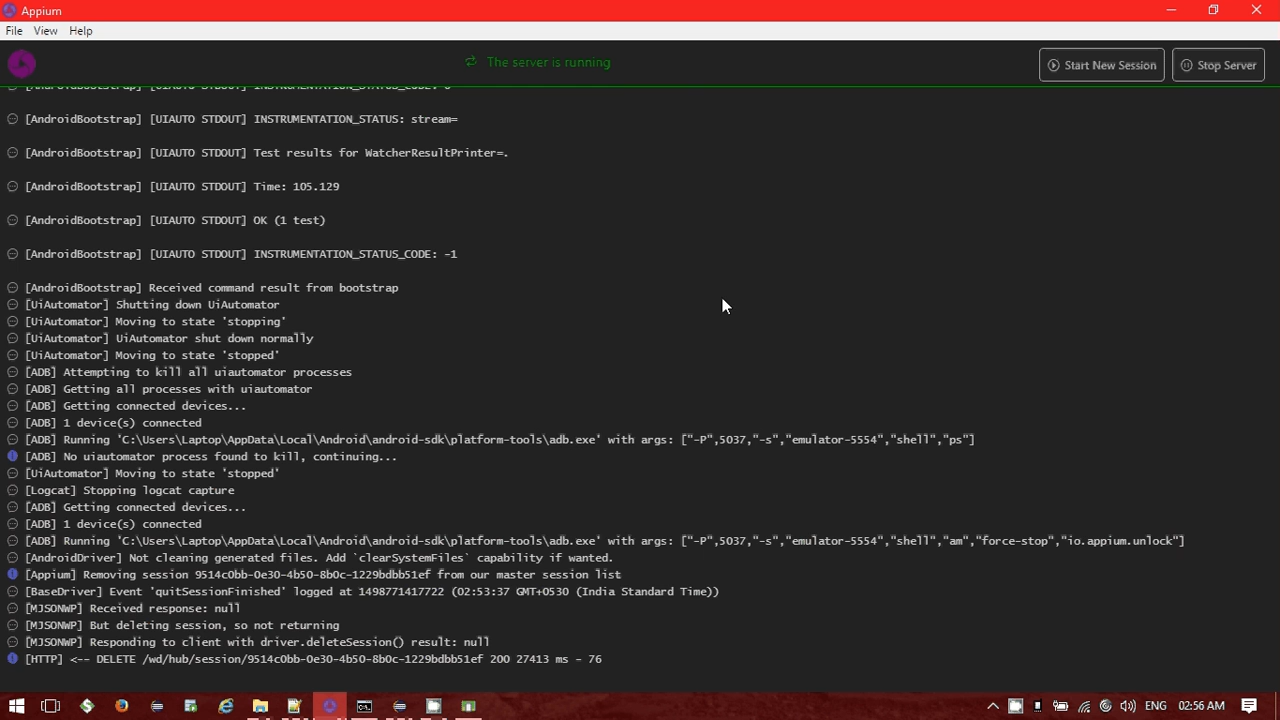 Appium
File View Help
The server is running
Start New Session
Stop Server
[AndroidBootstrap] [UIAUTO STDOUT] INSTRUMENTATION_STATUS_CODE: 0
[AndroidBootstrap] [UIAUTO STDOUT] INSTRUMENTATION_STATUS: stream=
[AndroidBootstrap] [UIAUTO STDOUT] Test results for WatcherResultPrinter=.
[AndroidBootstrap] [UIAUTO STDOUT] Time: 105.129
[AndroidBootstrap] [UIAUTO STDOUT] OK (1 test)
[AndroidBootstrap] [UIAUTO STDOUT] INSTRUMENTATION_STATUS_CODE: -1
[AndroidBootstrap] Received command result from bootstrap
[UiAutomator] Shutting down UiAutomator
[UiAutomator] Moving to state 'stopping'
[UiAutomator] UiAutomator shut down normally
[UiAutomator] Moving to state 'stopped'
[ADB] Attempting to kill all uiautomator processes
[ADB] Getting all processes with uiautomator
[ADB] Getting connected devices...
[ADB] 1 device(s) connected
[ADB] Running 'C:\Users\Laptop\AppData\Local\Android\android-sdk\platform-tools\adb.exe' with args: ["-P",5037,"-s","emulator-5554","shell","ps"]
[ADB] No uiautomator process found to kill, continuing...
[UiAutomator] Moving to state 'stopped'
[Logcat] Stopping logcat capture
[ADB] Getting connected devices...
[ADB] 1 device(s) connected
[ADB] Running 'C:\Users\Laptop\AppData\Local\Android\android-sdk\platform-tools\adb.exe' with args: ["-P",5037,"-s","emulator-5554","shell","am","force-stop","io.appium.unlock"]
[AndroidDriver] Not cleaning generated files. Add `clearSystemFiles` capability if wanted.
[Appium] Removing session 9514c0bb-0e30-4b50-8b0c-1229bdbb51ef from our master session list
[BaseDriver] Event 'quitSessionFinished' logged at 1498771417722 (02:53:37 GMT+0530 (India Standard Time))
[MJSONWP] Received response: null
[MJSONWP] But deleting session, so not returning
[MJSONWP] Responding to client with driver.deleteSession() result: null
[HTTP] <-- DELETE /wd/hub/session/9514c0bb-0e30-4b50-8b0c-1229bdbb51ef 200 27413 ms - 76
ENG 02:56 AM